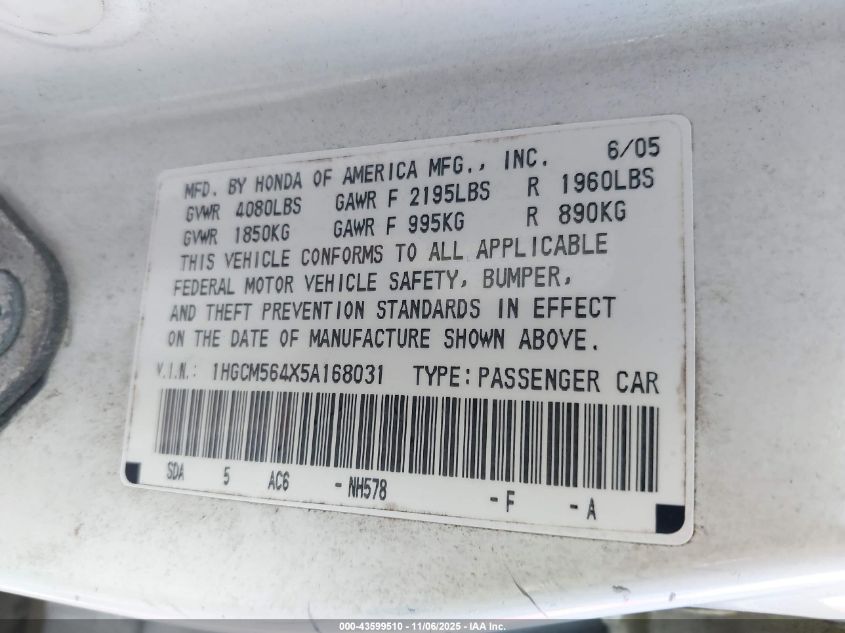 6/05
MFD. BY HONDA OF AMERICA MFG., INC.
GVWR 4080LBS GAWR F 2195LBS R 1960LBS
GVWR 1850KG GAWR F 995KG R 890KG
THIS VEHICLE CONFORMS TO ALL APPLICABLE
FEDERAL MOTOR VEHICLE SAFETY, BUMPER,
AND THEFT PREVENTION STANDARDS IN EFFECT
ON THE DATE OF MANUFACTURE SHOWN ABOVE.
V.I.N.: 1HGCM564X5A168031 TYPE: PASSENGER CAR
SDA 5 AC6 - NH578 - F - A
000-43599510 - 11/06/2025 - IAA Inc.